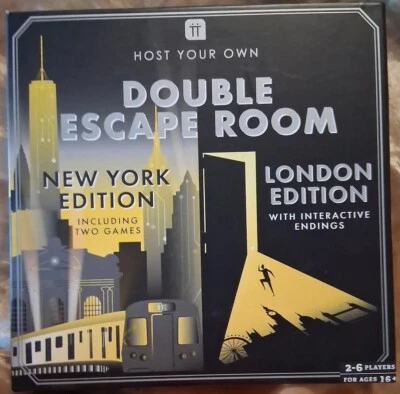 HOST YOUR OWN
DOUBLE
ESCAPE ROOM
NEW YORK
EDITION
INCLUDING
TWO GAMES
LONDON
EDITION
WITH INTERACTIVE
ENDINGS
2-6 PLAYERS
FOR AGES 16+